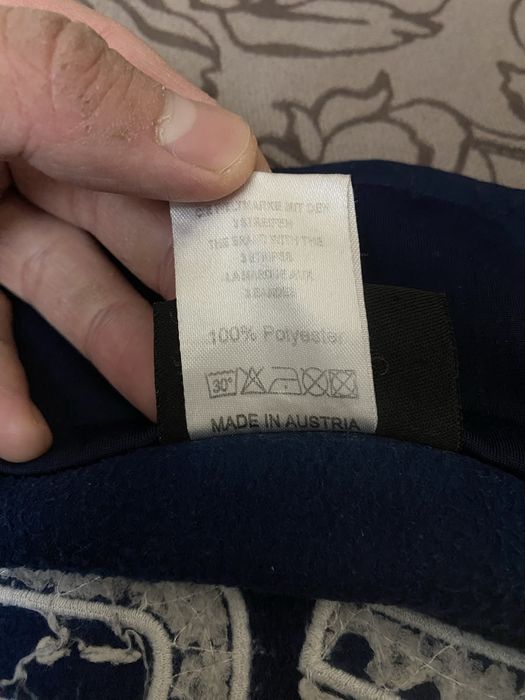 DIE MARKE MIT DEN
3 STREIFEN
THE BRAND WITH THE
3 STRIPES
LA MARQUE AUX
3 BANDES
100% Polyester
30°
MADE IN AUSTRIA